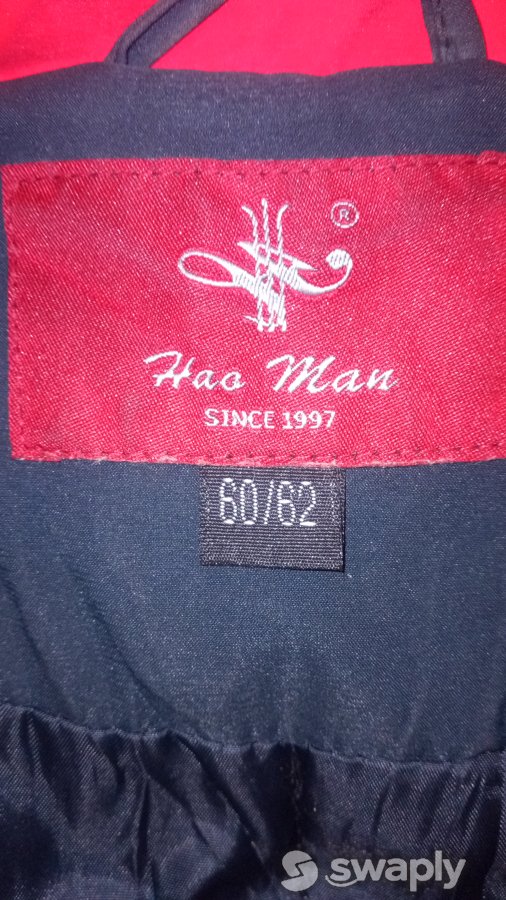 ®
Hao Man
SINCE 1997
60/62
swaply